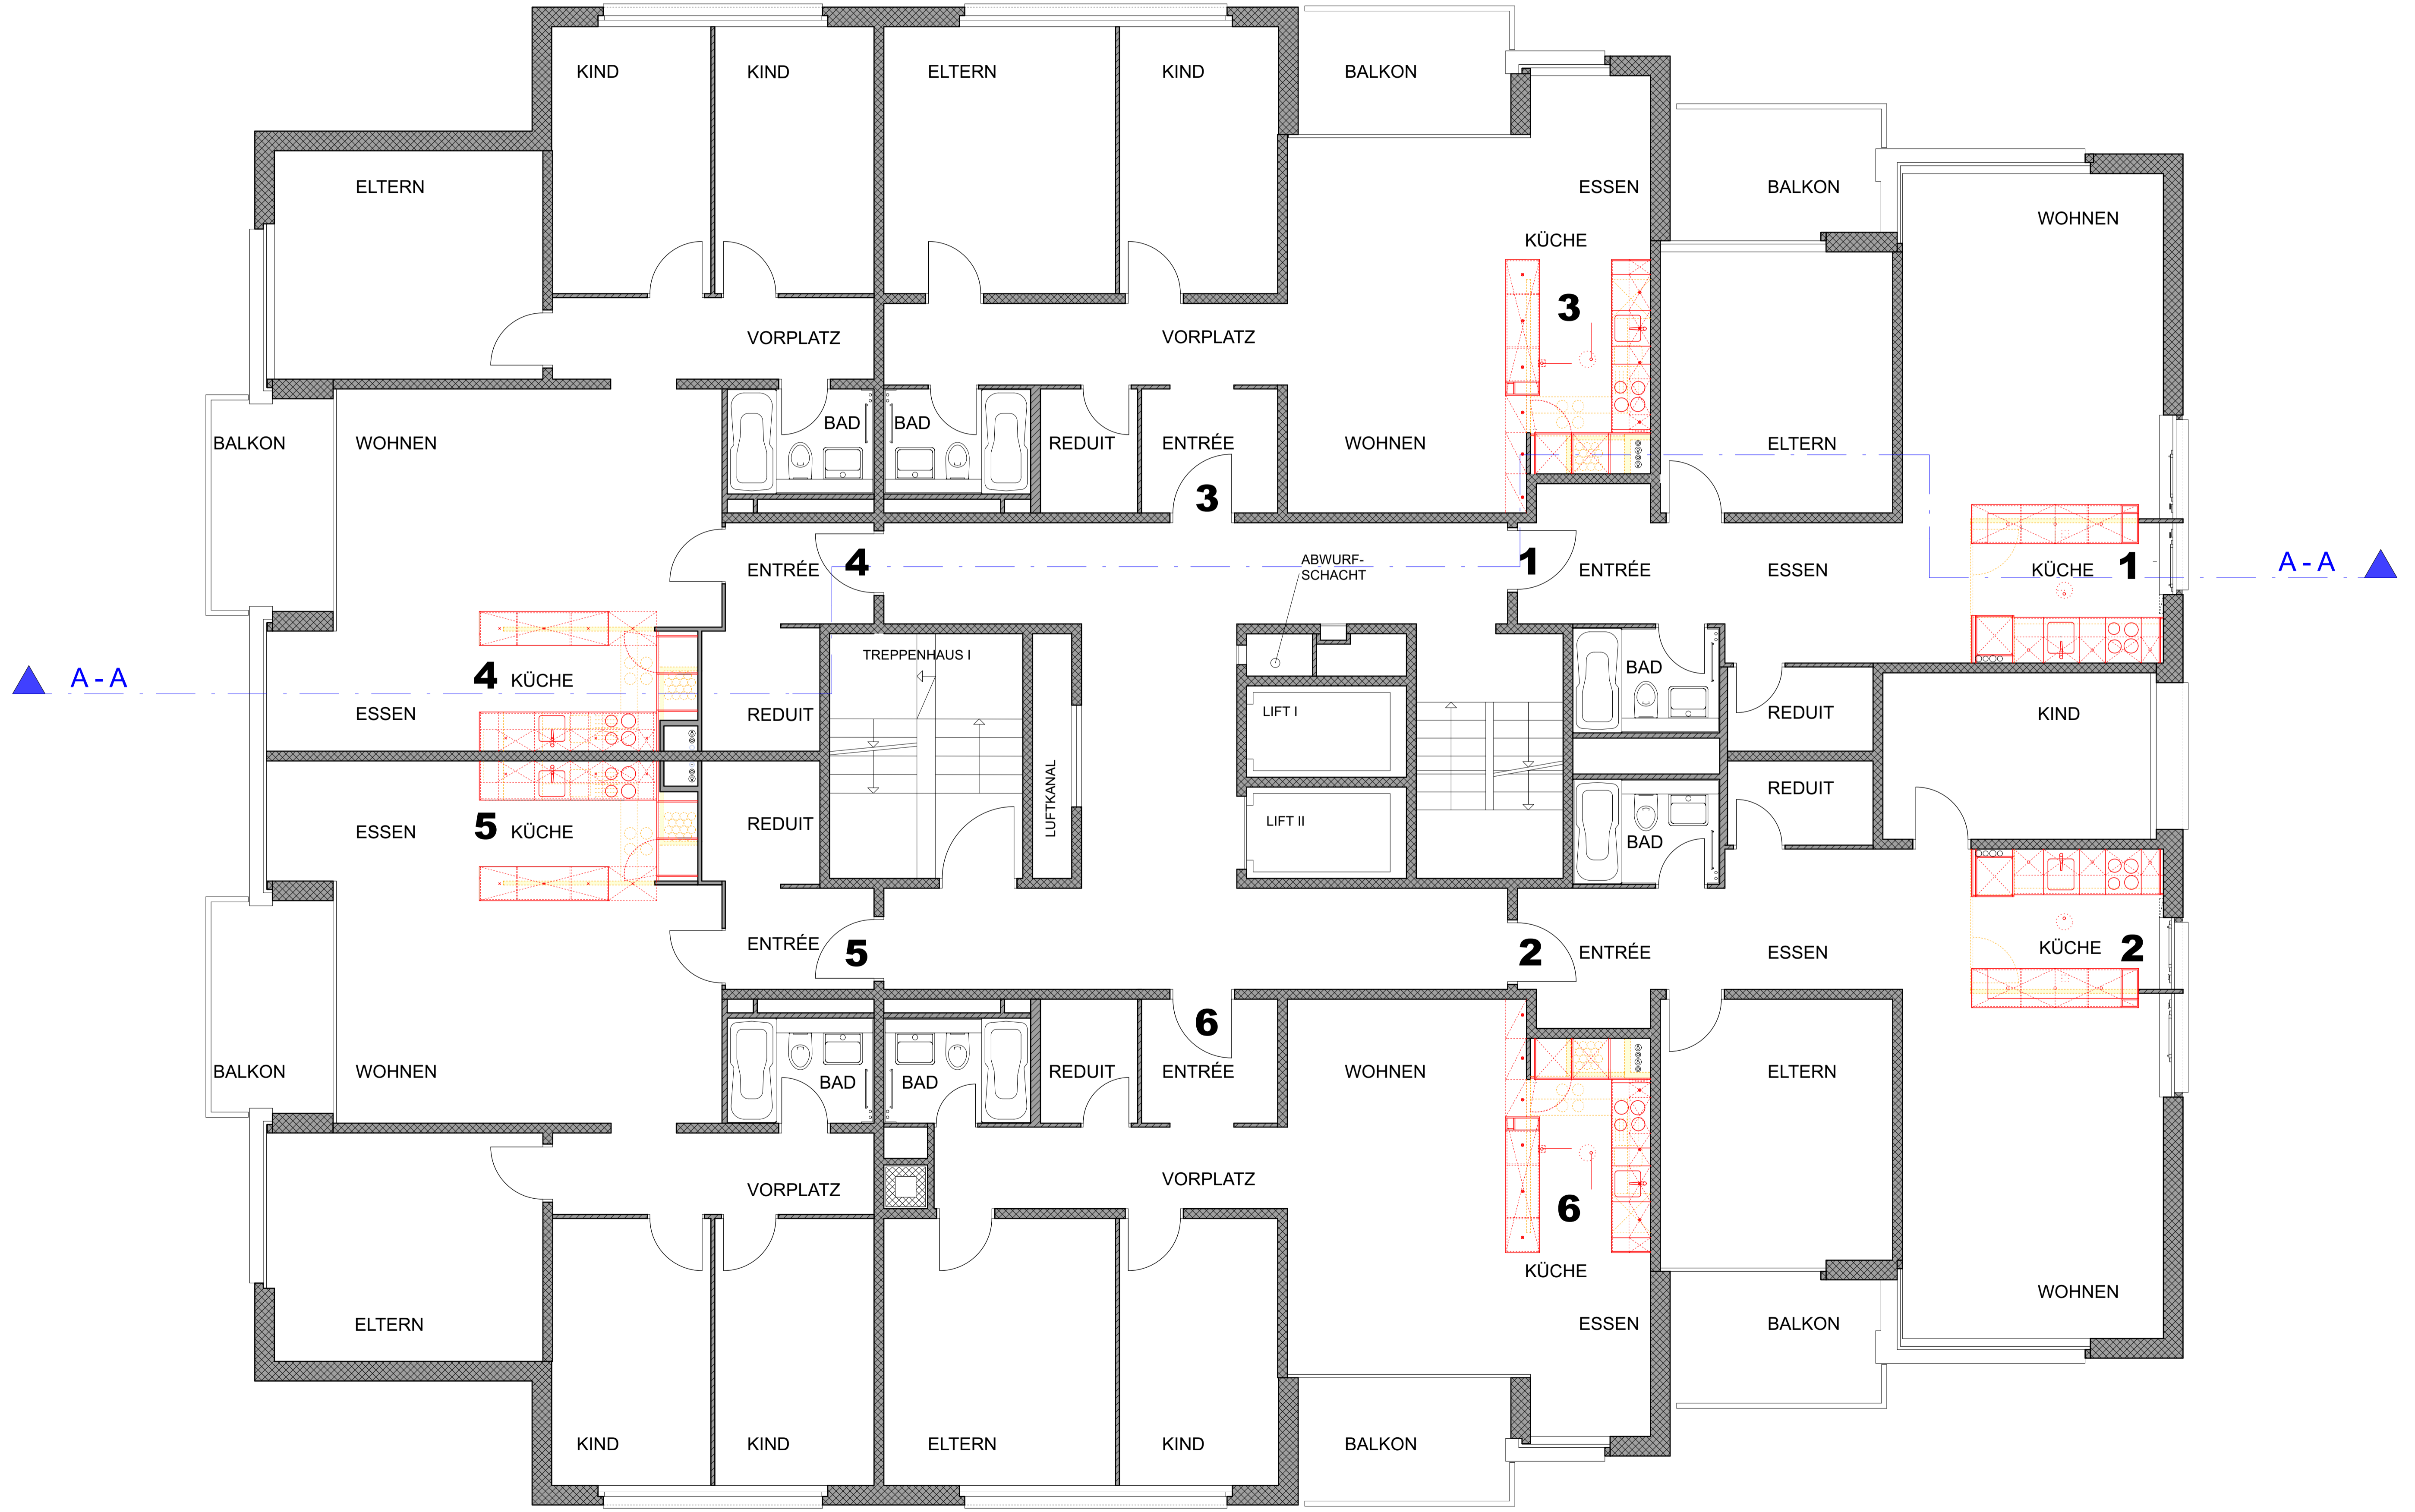 KIND
KIND
ELTERN
KIND
BALKON
ELTERN
ESSEN
BALKON
WOHNEN
KÜCHE
3
VORPLATZ
VORPLATZ
BALKON
WOHNEN
BAD
BAD
REDUIT
ENTRÉE
WOHNEN
ELTERN
3
ENTRÉE
4
ABWURF-
SCHACHT
1
ENTRÉE
ESSEN
KÜCHE
1
A - A
A - A
4
KÜCHE
ESSEN
REDUIT
TREPPENHAUS I
LIFT I
BAD
REDUIT
KIND
ESSEN
5
KÜCHE
REDUIT
LUFTKANAL
LIFT II
BAD
REDUIT
ENTRÉE
5
2
ENTRÉE
ESSEN
KÜCHE
2
6
BALKON
WOHNEN
BAD
BAD
REDUIT
ENTRÉE
WOHNEN
ELTERN
VORPLATZ
VORPLATZ
6
KÜCHE
WOHNEN
ELTERN
ESSEN
BALKON
KIND
KIND
ELTERN
KIND
BALKON